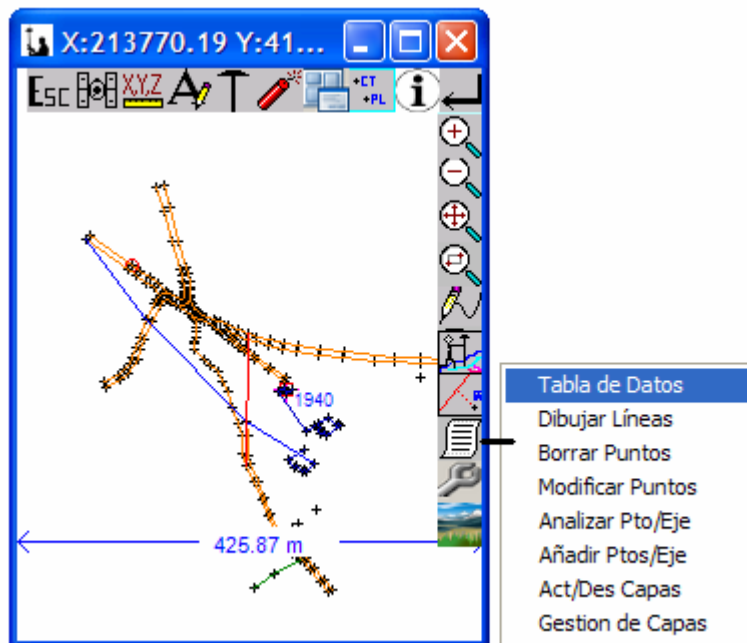 X:213770.19 Y:41...
Esc X,Y,Z A T +CT +PL i
1940
425.87 m
Tabla de Datos
Dibujar Líneas
Borrar Puntos
Modificar Puntos
Analizar Pto/Eje
Añadir Ptos/Eje
Act/Des Capas
Gestion de Capas